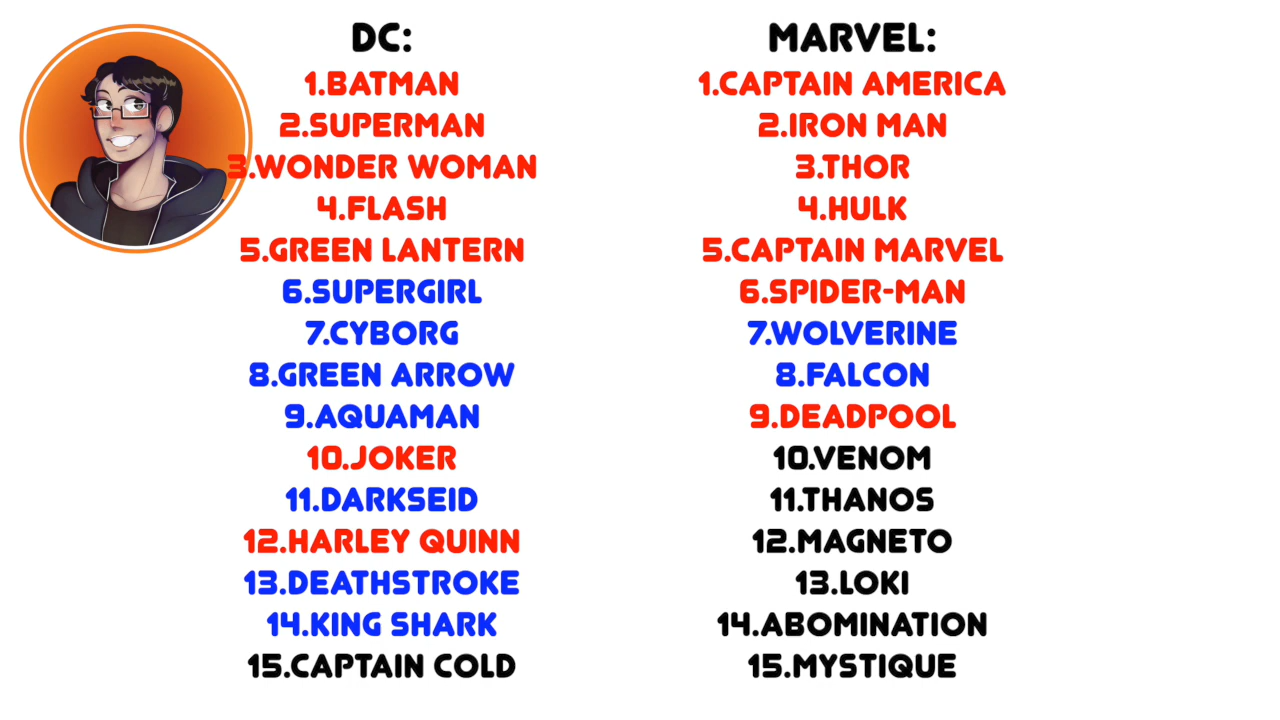 DC:
1.BATMAN
2.SUPERMAN
3.WONDER WOMAN
4.FLASH
5.GREEN LANTERN
6.SUPERGIRL
7.CYBORG
8.GREEN ARROW
9.AQUAMAN
10.JOKER
11.DARKSEID
12.HARLEY QUINN
13.DEATHSTROKE
14.KING SHARK
15.CAPTAIN COLD
MARVEL:
1.CAPTAIN AMERICA
2.IRON MAN
3.THOR
4.HULK
5.CAPTAIN MARVEL
6.SPIDER-MAN
7.WOLVERINE
8.FALCON
9.DEADPOOL
10.VENOM
11.THANOS
12.MAGNETO
13.LOKI
14.ABOMINATION
15.MYSTIQUE